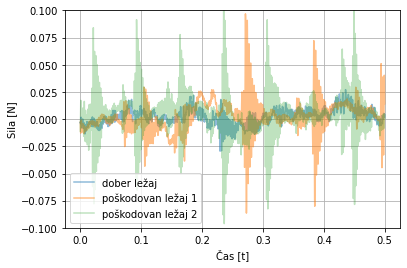 0.100
0.075
0.050
0.025
0.000
−0.025
−0.050
−0.075
−0.100
Sila [N]
dober ležaj
poškodovan ležaj 1
poškodovan ležaj 2
0.0 0.1 0.2 0.3 0.4 0.5
Čas [t]